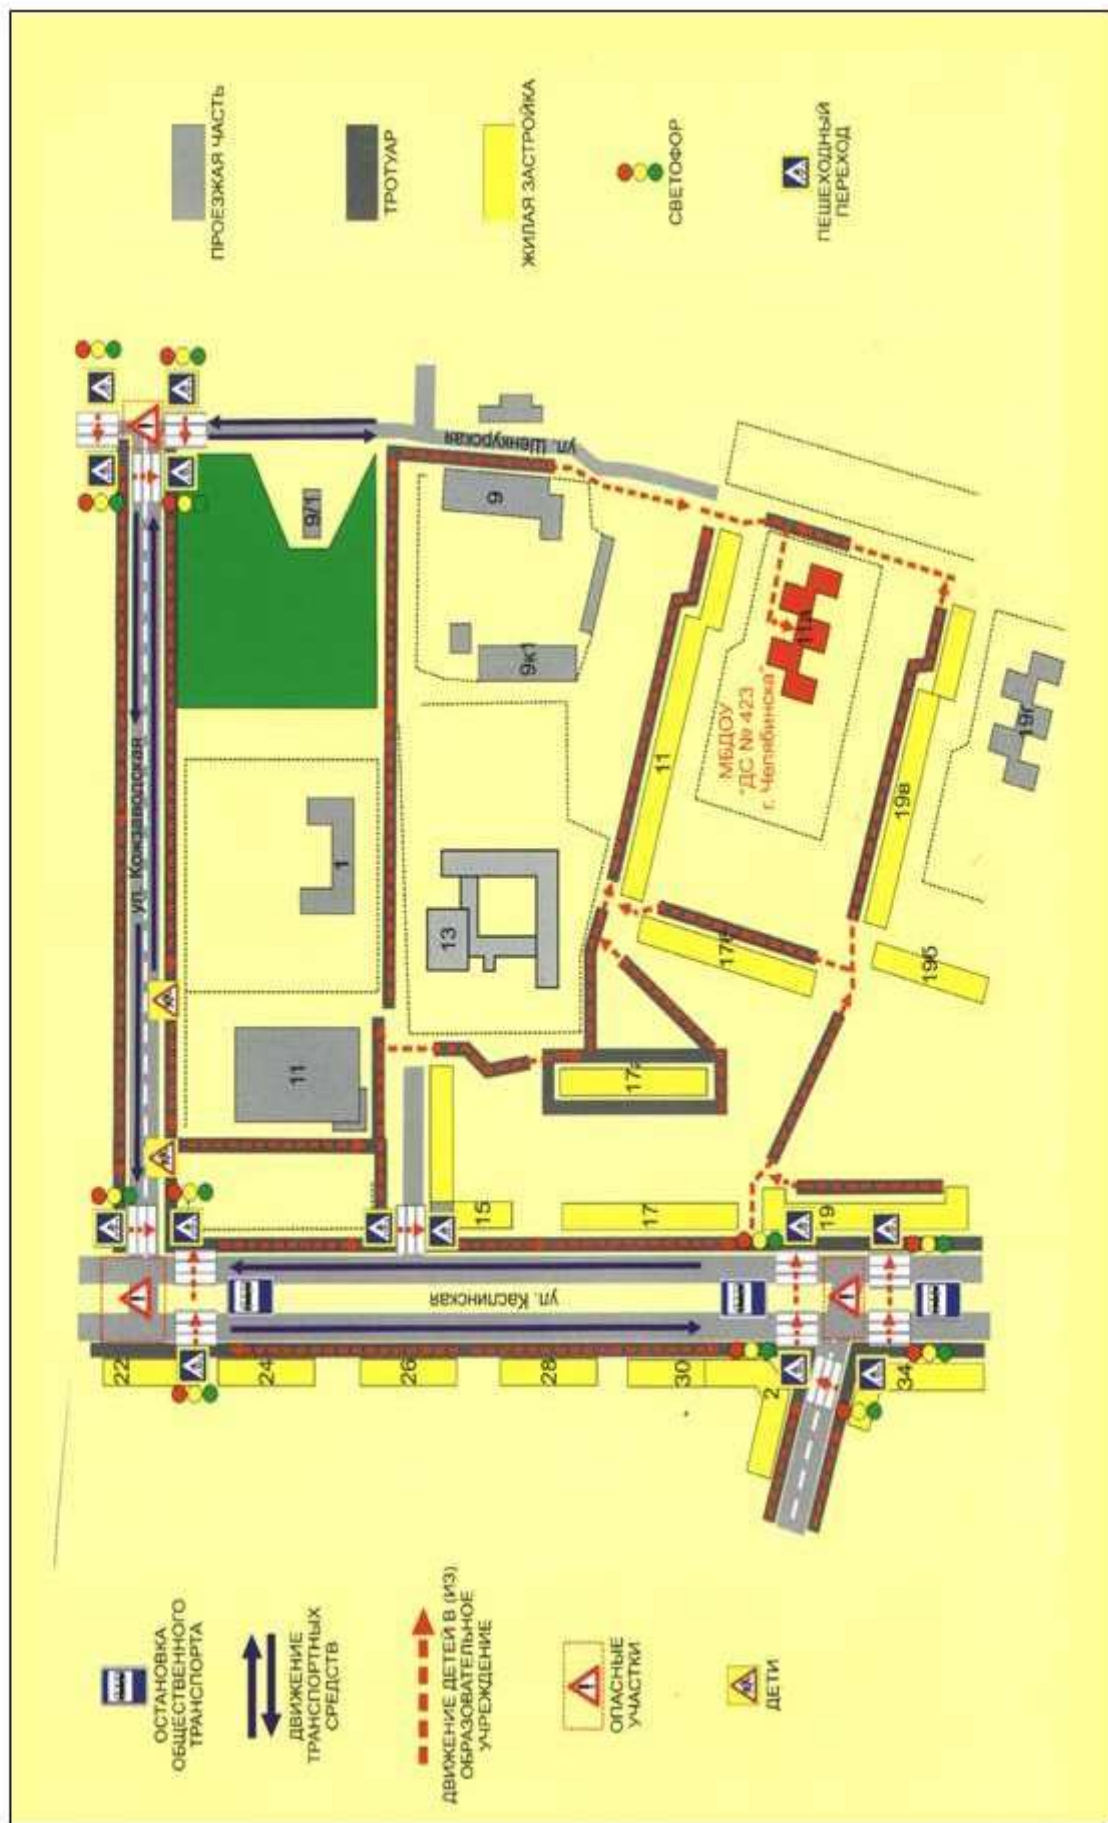 ОСТАНОВКА
ОБЩЕСТВЕННОГО
ТРАНСПОРТА
ДВИЖЕНИЕ
ТРАНСПОРТНЫХ
СРЕДСТВ
ДВИЖЕНИЕ ДЕТЕЙ В (ИЗ)
ОБРАЗОВАТЕЛЬНОЕ
УЧРЕЖДЕНИЕ
ОПАСНЫЕ
УЧАСТКИ
ДЕТИ
22
24
26
28
30
2
34
ул. Каслинская
15
17
19
11
1
13
17а
19б
19в
19г
ул. Кожзаводская
9/1
9
9к1
11
11а
МБДОУ
"ДС № 423
г. Челябинска"
ул. Шенкурская
ПРОЕЗЖАЯ ЧАСТЬ
ТРОТУАР
ЖИЛАЯ ЗАСТРОЙКА
СВЕТОФОР
ПЕШЕХОДНЫЙ
ПЕРЕХОД